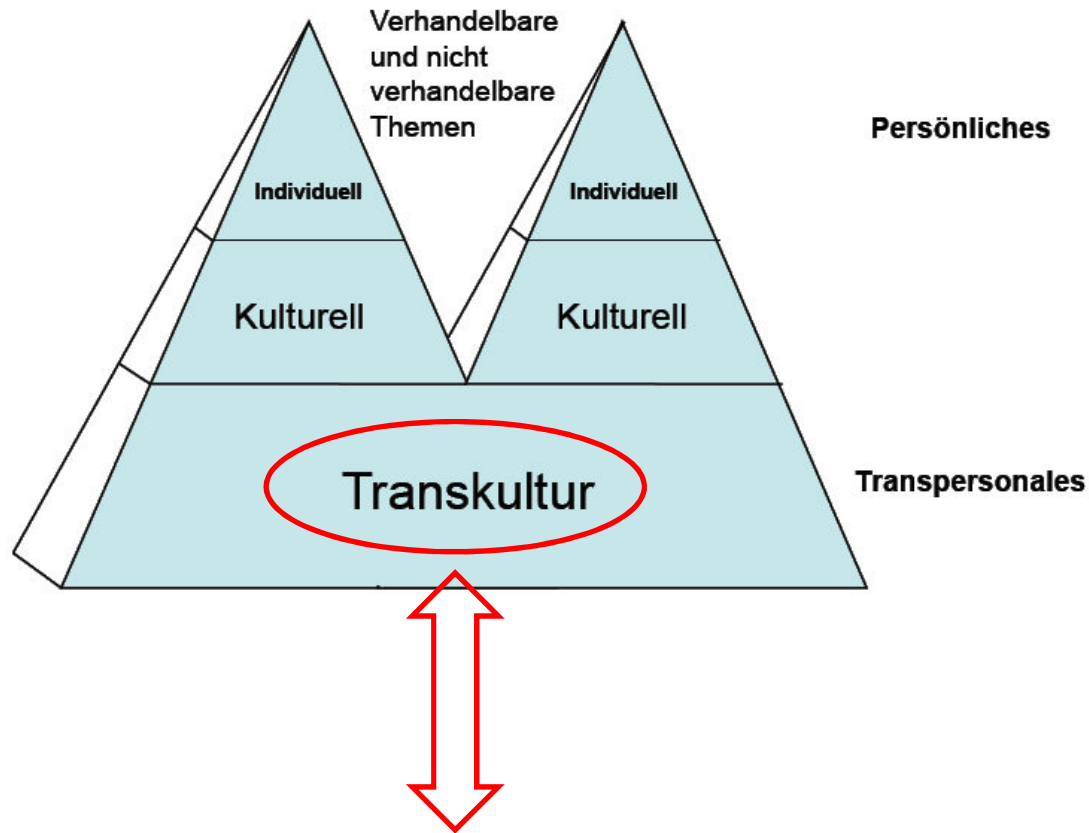 Verhandelbare
und nicht
verhandelbare
Themen
Persönliches
Individuell
Individuell
Kulturell
Kulturell
Transkultur
Transpersonales